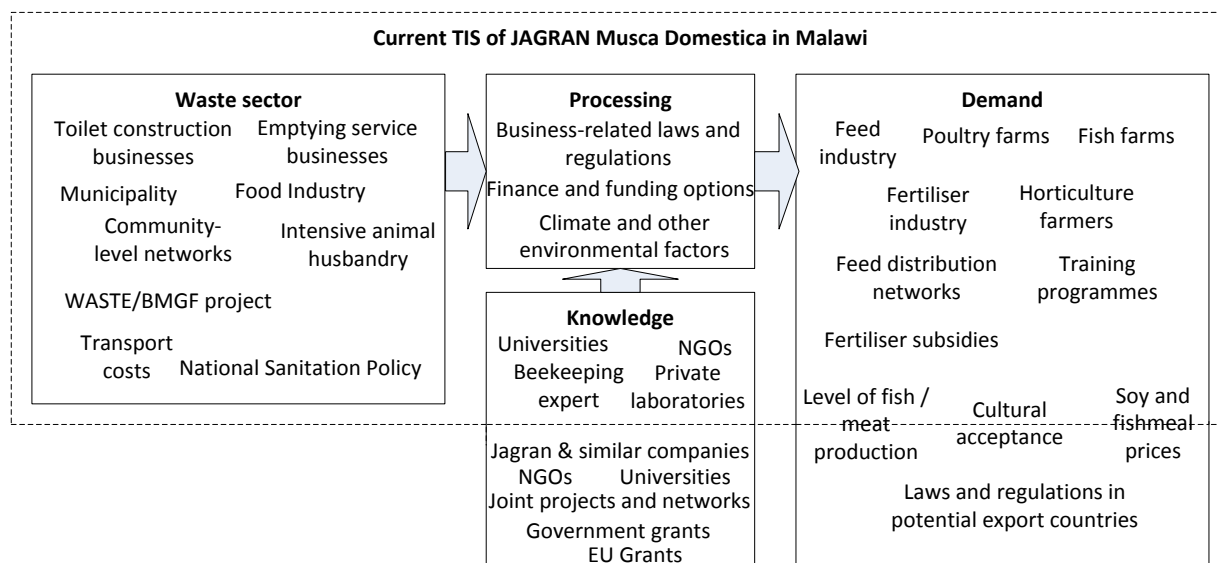 Current TIS of JAGRAN Musca Domestica in Malawi
Waste sector
Toilet construction
businesses
Emptying service
businesses
Municipality
Food Industry
Community-
level networks
Intensive animal
husbandry
WASTE/BMGF project
Transport
costs
National Sanitation Policy
Processing
Business-related laws and
regulations
Finance and funding options
Climate and other
environmental factors
Knowledge
Universities
NGOs
Beekeeping
expert
Private
laboratories
Jagran & similar companies
NGOs
Universities
Joint projects and networks
Government grants
EU Grants
Demand
Feed
industry
Poultry farms
Fish farms
Fertiliser
industry
Horticulture
farmers
Feed distribution
networks
Training
programmes
Fertiliser subsidies
Level of fish /
meat
production
Cultural
acceptance
Soy and
fishmeal
prices
Laws and regulations in
potential export countries